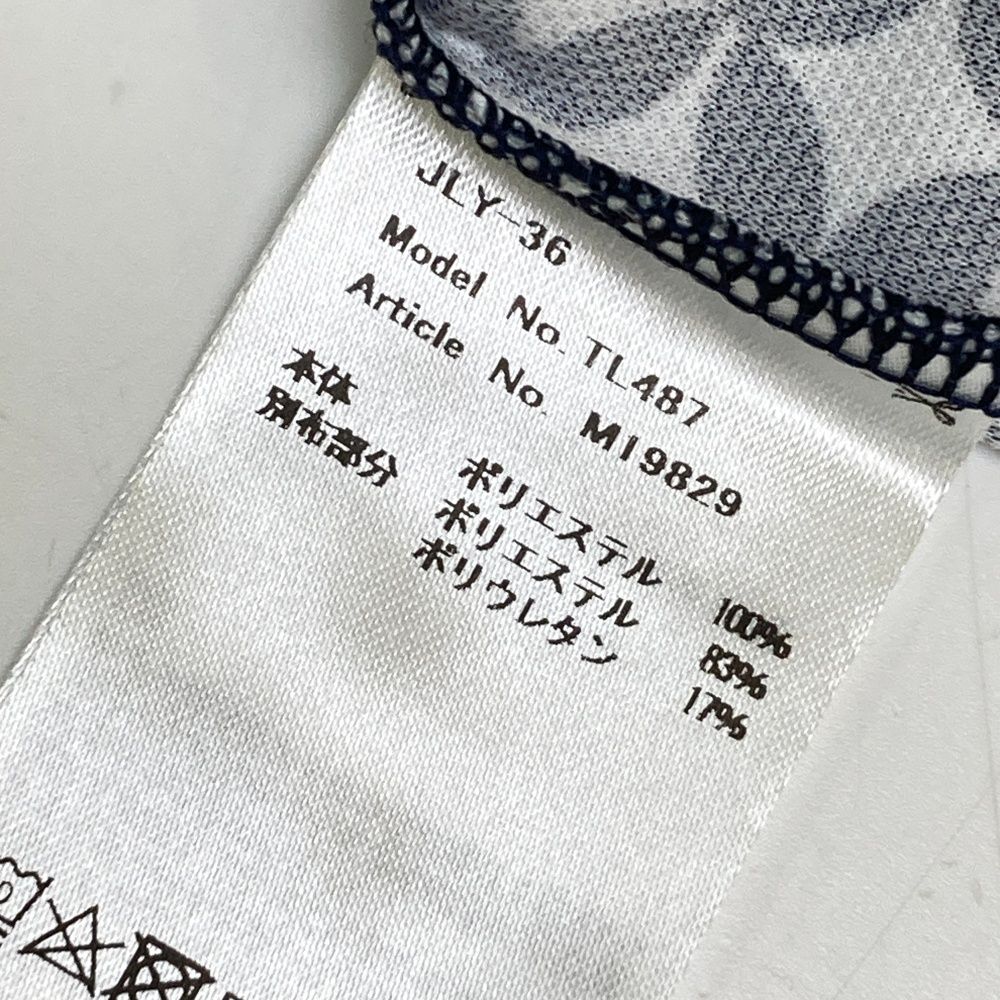 JLY-36
Model No. TL487
Article No. MI9829
本体 ポリエステル 100%
別布部分 ポリエステル 83%
ポリウレタン 17%